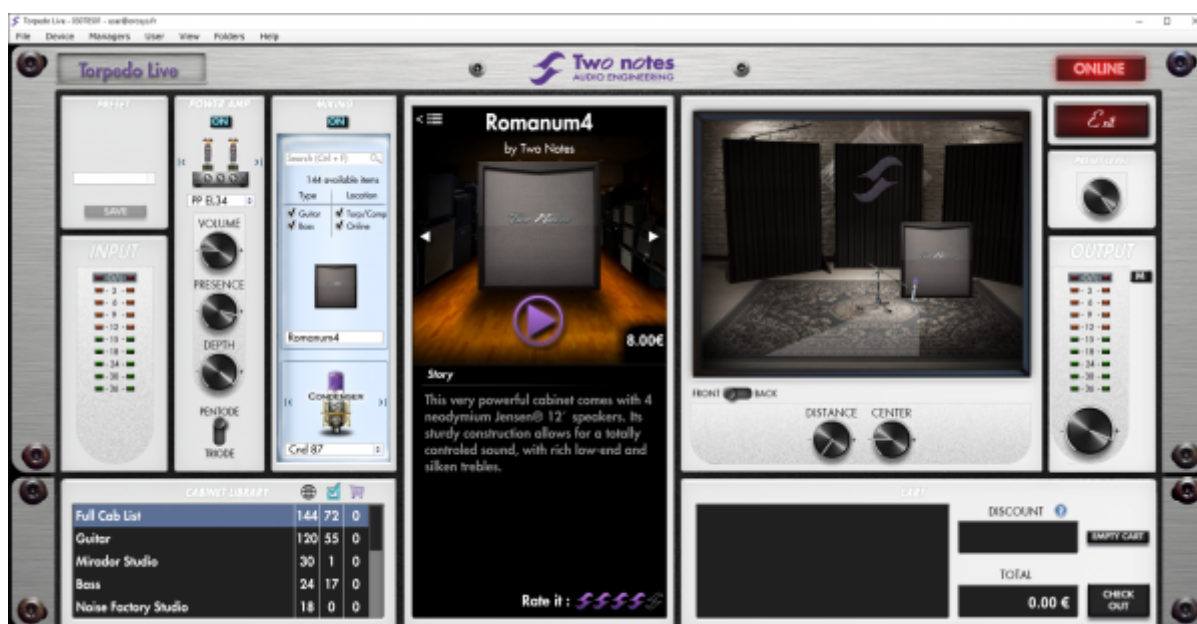 Torpedo Live
File Device Managers User View Folders Help
Torpedo Live
Two notes
AUDIO ENGINEERING
ONLINE
PRESET
SAVE
INPUT
POWER AMP
ON
PP EL34
VOLUME
PRESENCE
DEPTH
PENTODE
TRIODE
MIKING
ON
Search (Ctrl + F)
144 available items
Type Location
Guitar Torp/Comp
Bass Online
Romanum4
CONDENSER
Cnd 87
Romanum4
by Two Notes
8.00€
Story
This very powerful cabinet comes with 4
neodymium Jensen® 12" speakers. Its
sturdy construction allows for a totally
controled sound, with rich low-end and
silken trebles.
Rate it :
FRONT BACK
DISTANCE CENTER
Exit
PRESET LEVEL
OUTPUT
M
CABINET LIBRARY
Full Cab List 144 72 0
Guitar 120 55 0
Mirador Studio 30 1 0
Bass 24 17 0
Noise Factory Studio 18 0 0
CART
DISCOUNT
EMPTY CART
TOTAL
0.00 €
CHECK
OUT